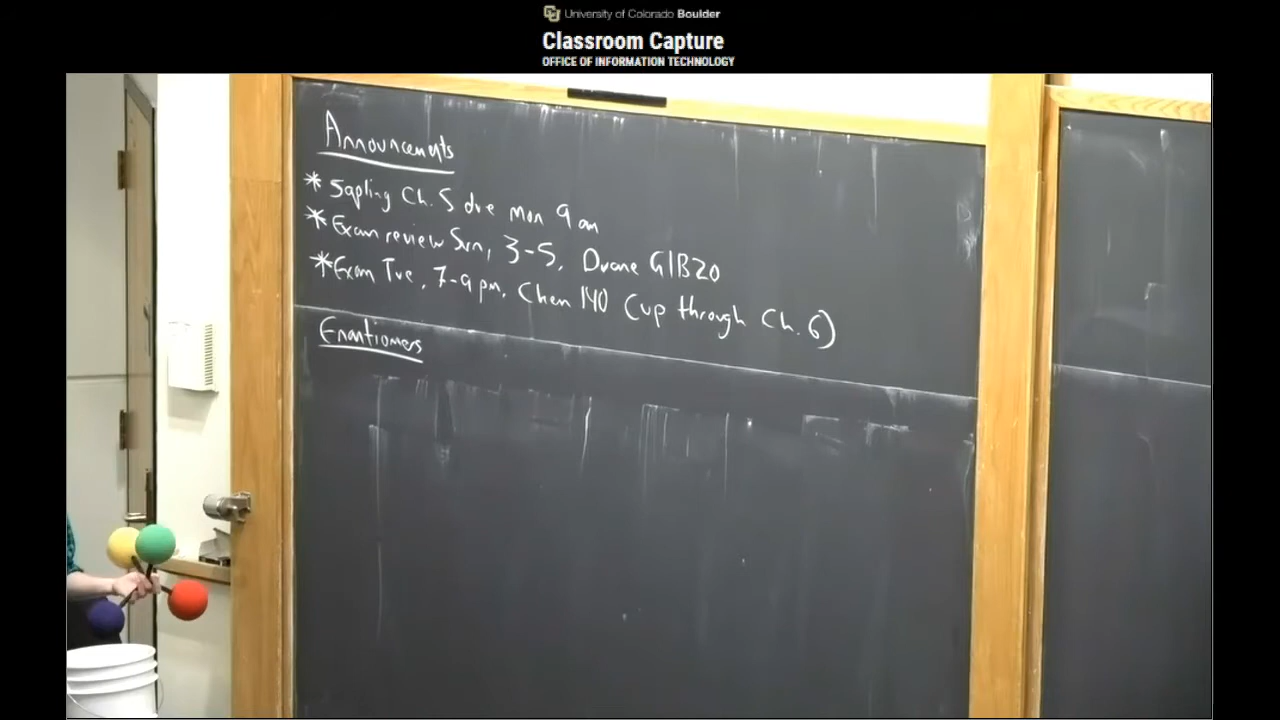 University of Colorado Boulder
Classroom Capture
OFFICE OF INFORMATION TECHNOLOGY
Announcements
* Sapling Ch. 5 due Mon 9 am
* Exam review Sun, 3-5, Duane G1B20
* Exam Tue, 7-9 pm, Chem 140 (up through Ch. 6)
Enantiomers